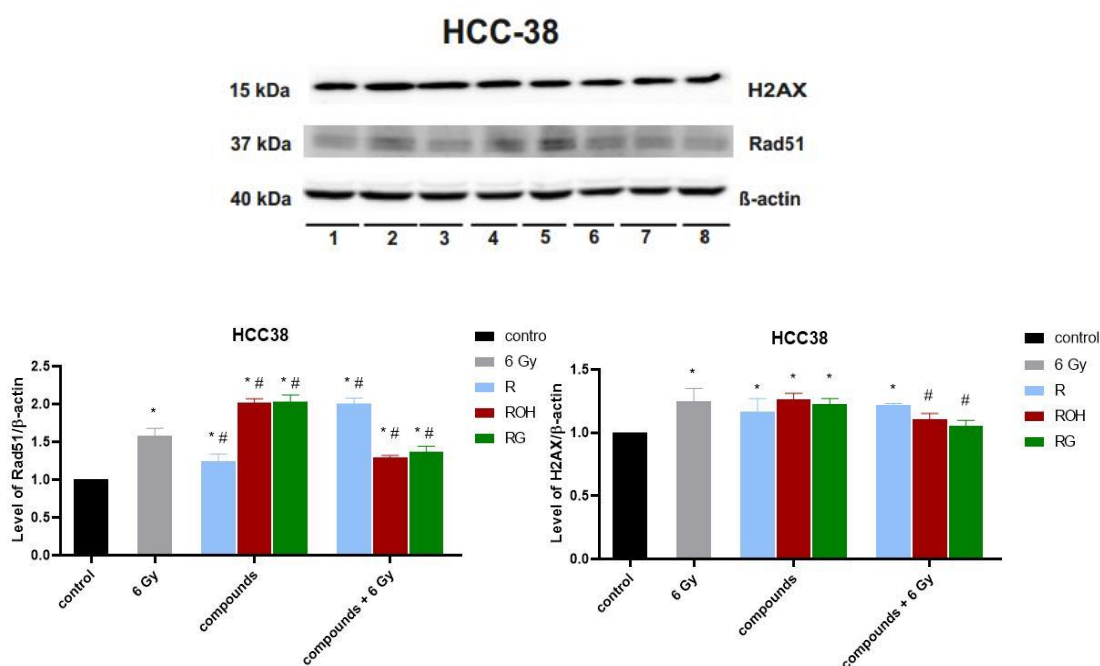 HCC-38
15 kDa H2AX
37 kDa Rad51
40 kDa ß-actin
1 2 3 4 5 6 7 8
HCC38
Level of Rad51/β-actin
2.5
2.0
1.5
1.0
0.5
0.0
*
* #
* #
* #
* #
* #
* #
control
6 Gy
compounds
compounds + 6 Gy
contro
6 Gy
R
ROH
RG
HCC38
Level of H2AX/β-actin
1.5
1.0
0.5
0.0
*
*
*
*
*
#
#
control
6 Gy
compounds
compounds + 6 Gy
control
6 Gy
R
ROH
RG